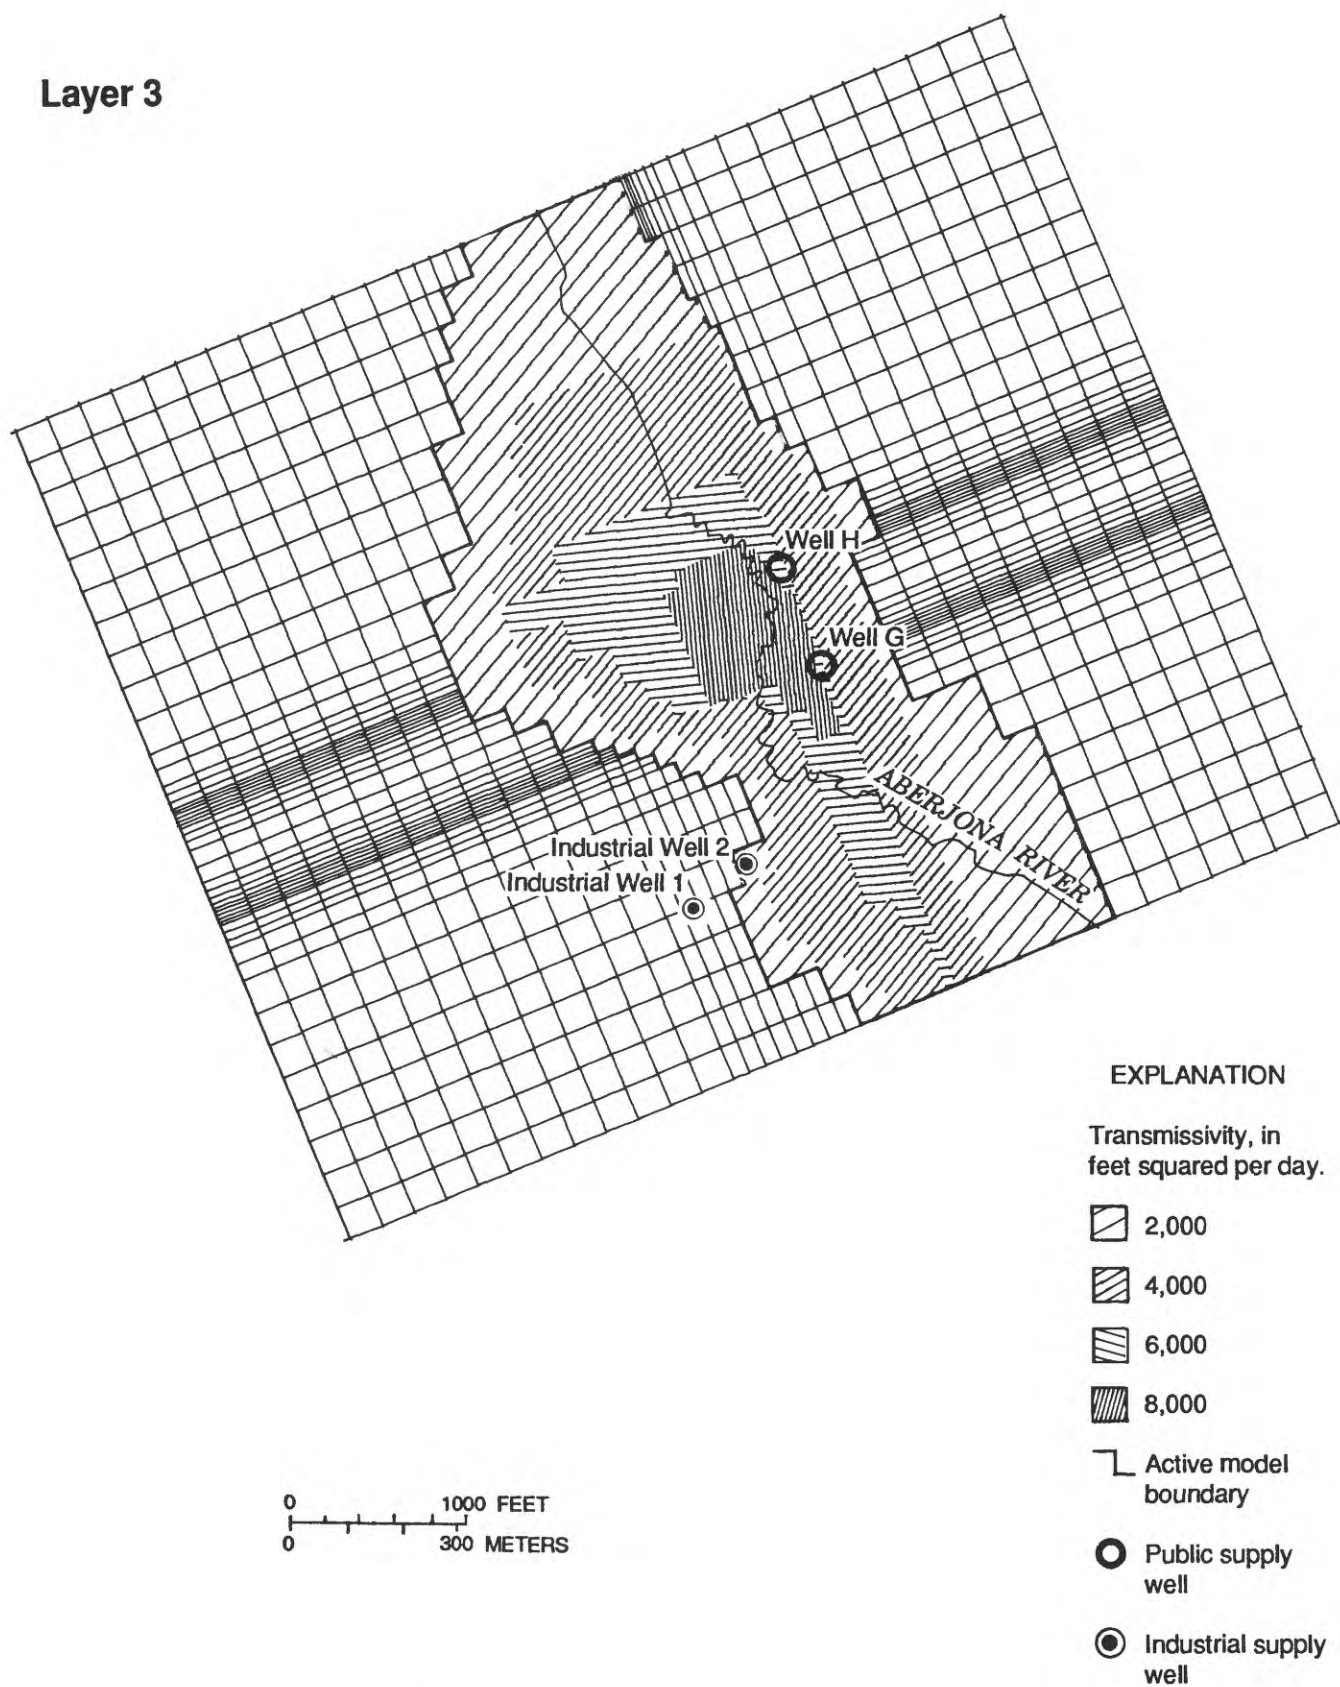 Layer 3
Well H
Well G
ABERJONA RIVER
Industrial Well 2
Industrial Well 1
EXPLANATION
Transmissivity, in
feet squared per day.
2,000
4,000
6,000
8,000
Active model
boundary
Public supply
well
Industrial supply
well
0 1000 FEET
0 300 METERS